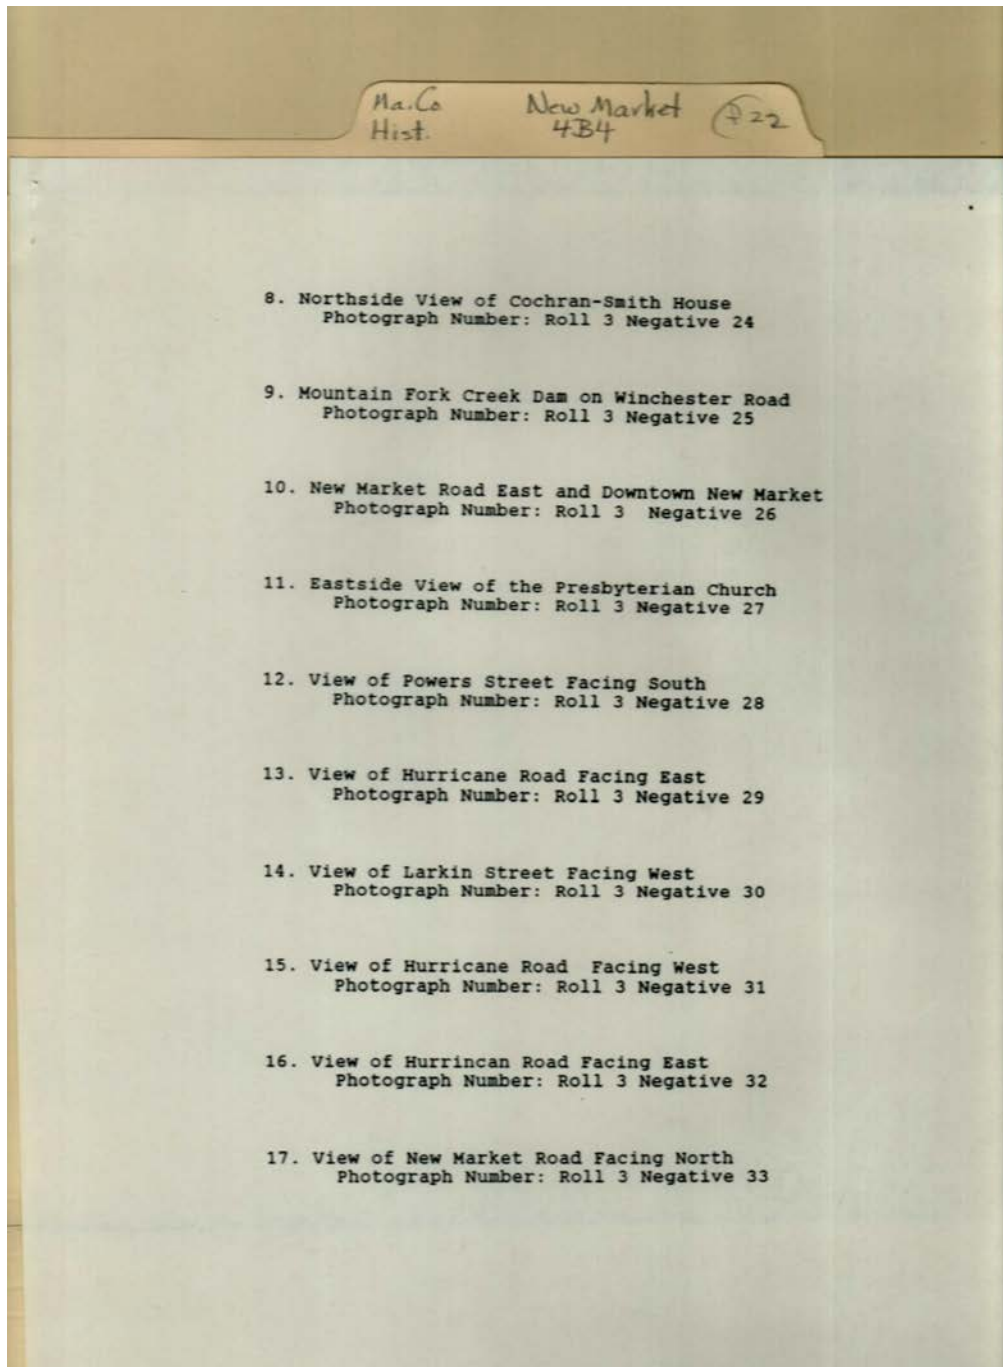 Ma.Co New Market P22
Hist. 4B4
8. Northside View of Cochran-Smith House
Photograph Number: Roll 3 Negative 24
9. Mountain Fork Creek Dam on Winchester Road
Photograph Number: Roll 3 Negative 25
10. New Market Road East and Downtown New Market
Photograph Number: Roll 3  Negative 26
11. Eastside View of the Presbyterian Church
Photograph Number: Roll 3 Negative 27
12. View of Powers Street Facing South
Photograph Number: Roll 3 Negative 28
13. View of Hurricane Road Facing East
Photograph Number: Roll 3 Negative 29
14. View of Larkin Street Facing West
Photograph Number: Roll 3 Negative 30
15. View of Hurricane Road  Facing West
Photograph Number: Roll 3 Negative 31
16. View of Hurrincan Road Facing East
Photograph Number: Roll 3 Negative 32
17. View of New Market Road Facing North
Photograph Number: Roll 3 Negative 33